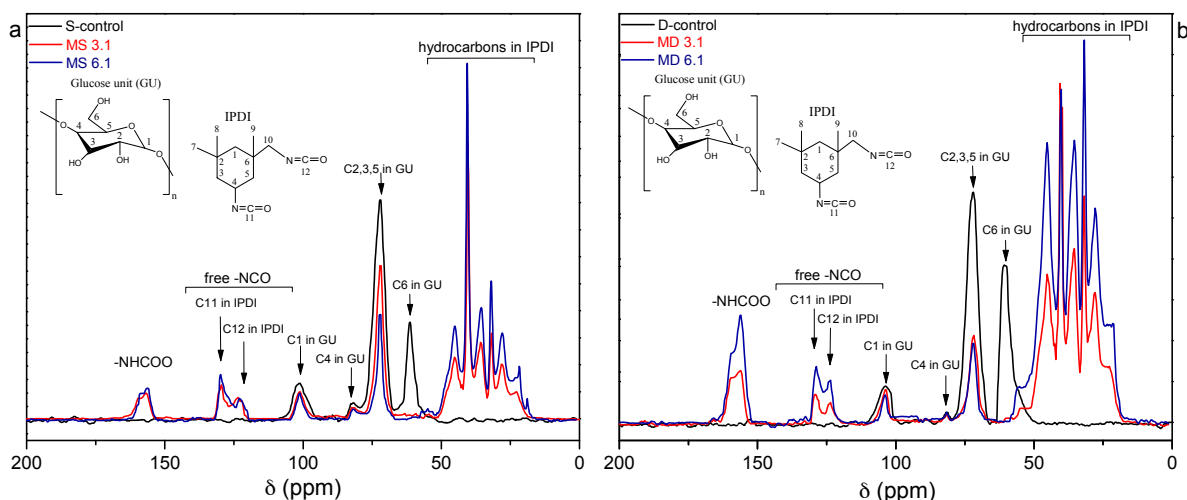 a
S-control
MS 3.1
MS 6.1
hydrocarbons in IPDI
Glucose unit (GU)
OH
6
4
5
O
O
3
2
1
HO
OH
O
n
IPDI
8
9
7
1
10
2
6
N=C=O
12
3
5
4
N=C=O
11
C2,3,5 in GU
free -NCO
C6 in GU
C11 in IPDI
C12 in IPDI
-NHCOO
C1 in GU
C4 in GU
200
150
100
50
0
δ (ppm)
b
D-control
MD 3.1
MD 6.1
hydrocarbons in IPDI
Glucose unit (GU)
OH
6
4
5
O
O
3
2
1
HO
OH
O
n
IPDI
8
9
7
1
10
2
6
N=C=O
12
3
5
4
N=C=O
11
C2,3,5 in GU
C6 in GU
free -NCO
-NHCOO
C11 in IPDI
C12 in IPDI
C1 in GU
C4 in GU
200
150
100
50
0
δ (ppm)